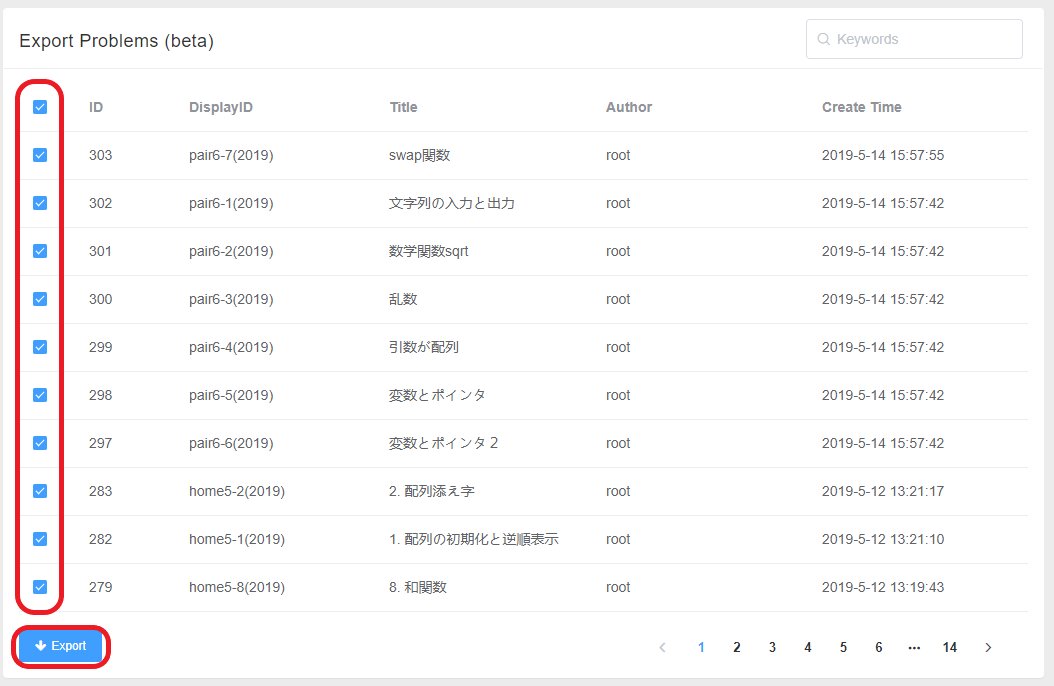 Export Problems (beta)
Keywords
ID DisplayID Title Author Create Time
303 pair6-7(2019) swap関数 root 2019-5-14 15:57:55
302 pair6-1(2019) 文字列の入力と出力 root 2019-5-14 15:57:42
301 pair6-2(2019) 数学関数sqrt root 2019-5-14 15:57:42
300 pair6-3(2019) 乱数 root 2019-5-14 15:57:42
299 pair6-4(2019) 引数が配列 root 2019-5-14 15:57:42
298 pair6-5(2019) 変数とポインタ root 2019-5-14 15:57:42
297 pair6-6(2019) 変数とポインタ２ root 2019-5-14 15:57:42
283 home5-2(2019) 2. 配列添え字 root 2019-5-12 13:21:17
282 home5-1(2019) 1. 配列の初期化と逆順表示 root 2019-5-12 13:21:10
279 home5-8(2019) 8. 和関数 root 2019-5-12 13:19:43
Export
1 2 3 4 5 6 ••• 14